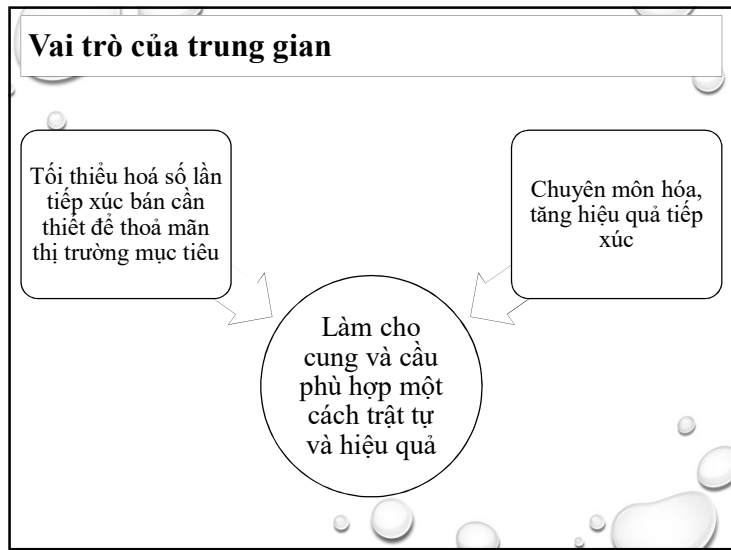 Vai trò của trung gian
Tối thiểu hoá số lần
tiếp xúc bán cần
thiết để thoả mãn
thị trường mục tiêu
Chuyên môn hóa,
tăng hiệu quả tiếp
xúc
Làm cho
cung và cầu
phù hợp một
cách trật tự
và hiệu quả